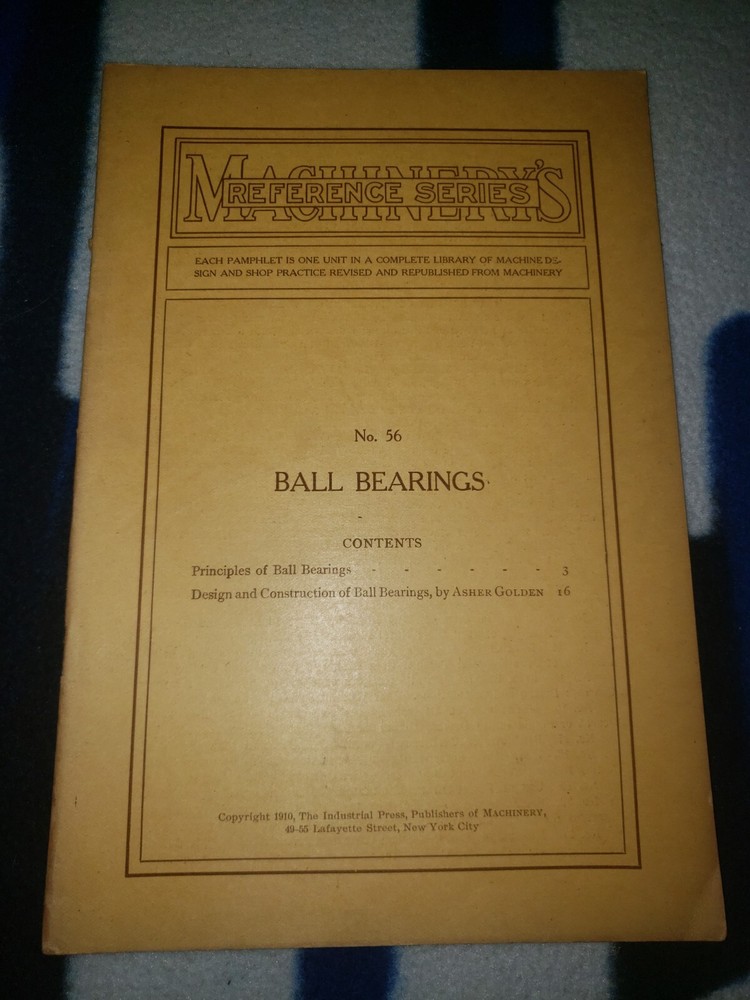 MACHINERY'S
REFERENCE SERIES
EACH PAMPHLET IS ONE UNIT IN A COMPLETE LIBRARY OF MACHINE DE-
SIGN AND SHOP PRACTICE REVISED AND REPUBLISHED FROM MACHINERY
No. 56
BALL BEARINGS
CONTENTS
Principles of Ball Bearings - - - - - - 3
Design and Construction of Ball Bearings, by ASHER GOLDEN 16
Copyright 1910, The Industrial Press, Publishers of MACHINERY,
49-55 Lafayette Street, New York City